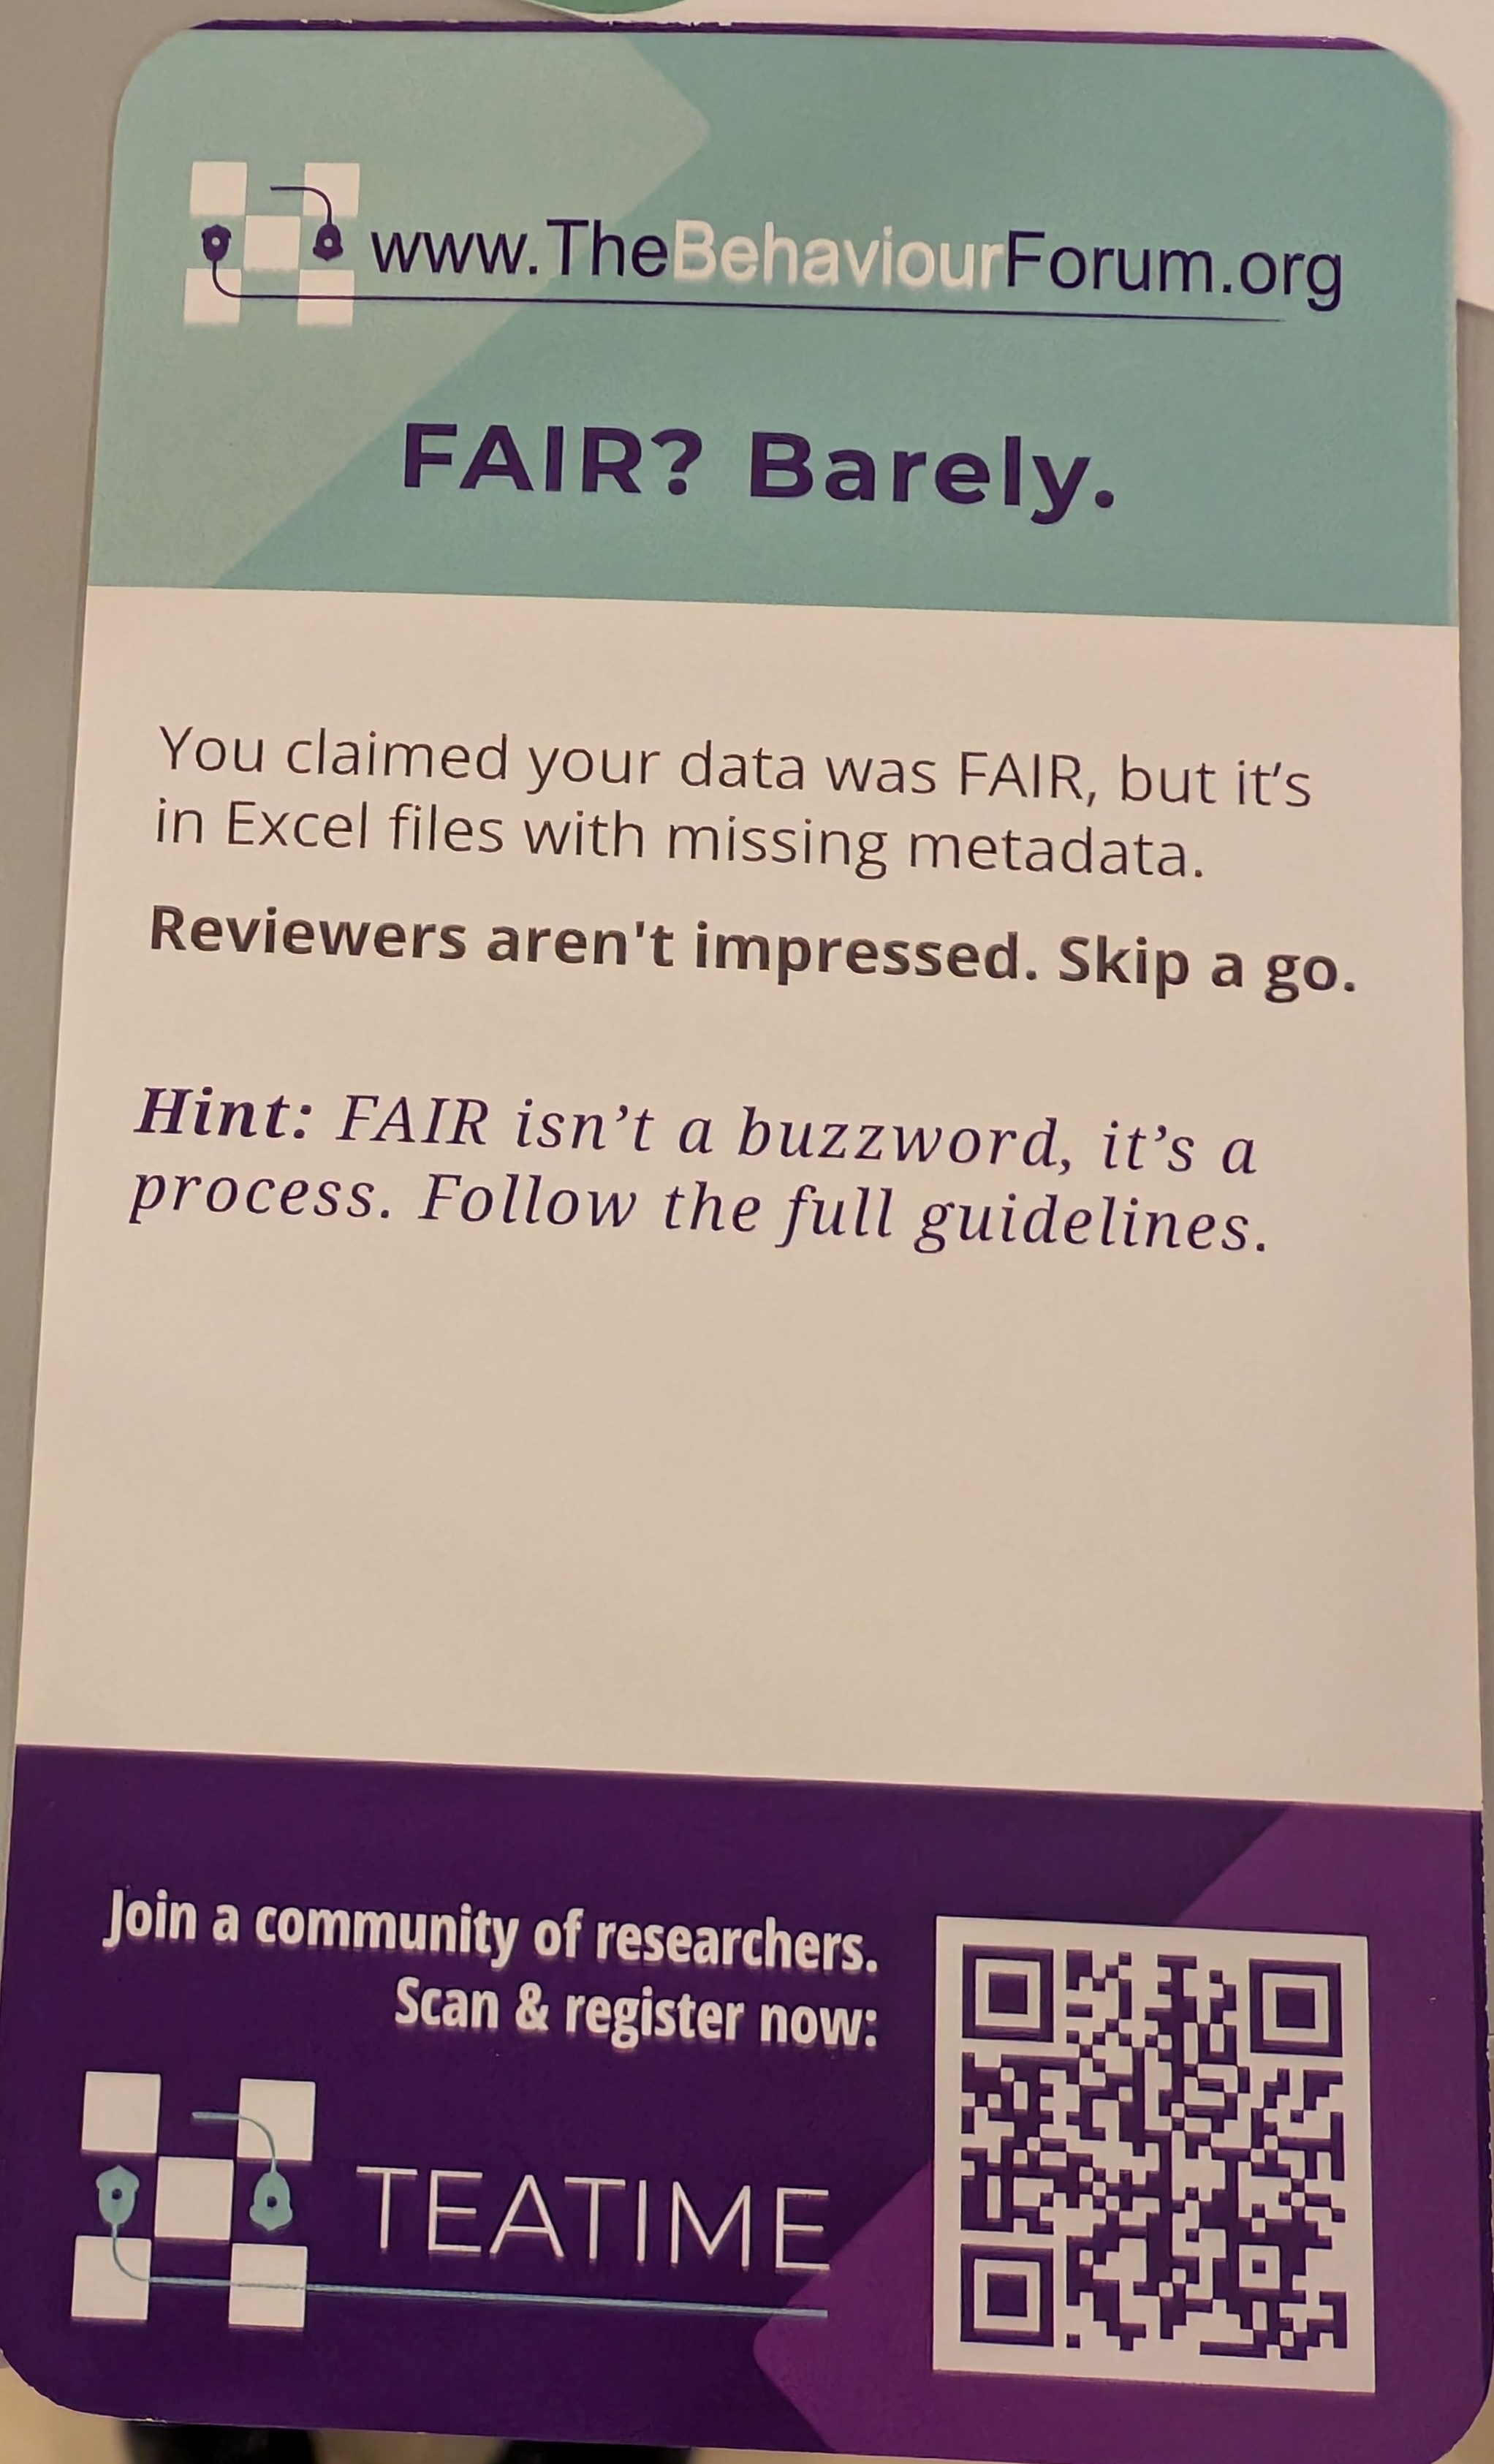 www.TheBehaviourForum.org
FAIR? Barely.
You claimed your data was FAIR, but it’s
in Excel files with missing metadata.
Reviewers aren't impressed. Skip a go.
Hint: FAIR isn’t a buzzword, it’s a
process. Follow the full guidelines.
Join a community of researchers.
Scan & register now:
TEATIME